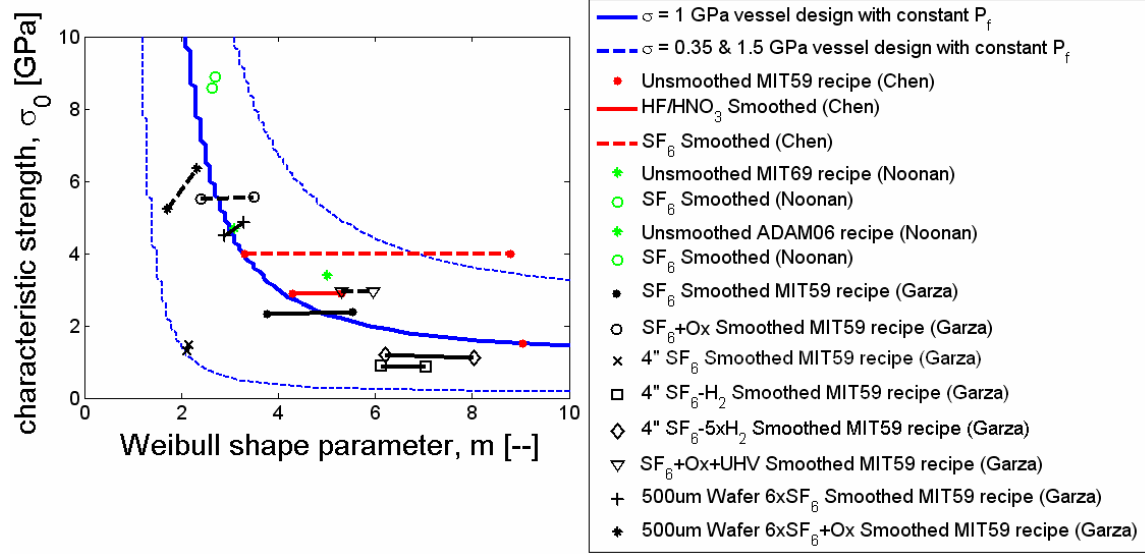 characteristic strength, σ₀ [GPa]
10
8
6
4
2
0
0
2
4
6
8
10
Weibull shape parameter, m [--]
σ = 1 GPa vessel design with constant P_f
σ = 0.35 & 1.5 GPa vessel design with constant P_f
Unsmoothed MIT59 recipe (Chen)
HF/HNO₃ Smoothed (Chen)
SF₆ Smoothed (Chen)
Unsmoothed MIT69 recipe (Noonan)
SF₆ Smoothed (Noonan)
Unsmoothed ADAM06 recipe (Noonan)
SF₆ Smoothed (Noonan)
SF₆ Smoothed MIT59 recipe (Garza)
SF₆+Ox Smoothed MIT59 recipe (Garza)
4" SF₆ Smoothed MIT59 recipe (Garza)
4" SF₆-H₂ Smoothed MIT59 recipe (Garza)
4" SF₆-5xH₂ Smoothed MIT59 recipe (Garza)
SF₆+Ox+UHV Smoothed MIT59 recipe (Garza)
500um Wafer 6xSF₆ Smoothed MIT59 recipe (Garza)
500um Wafer 6xSF₆+Ox Smoothed MIT59 recipe (Garza)